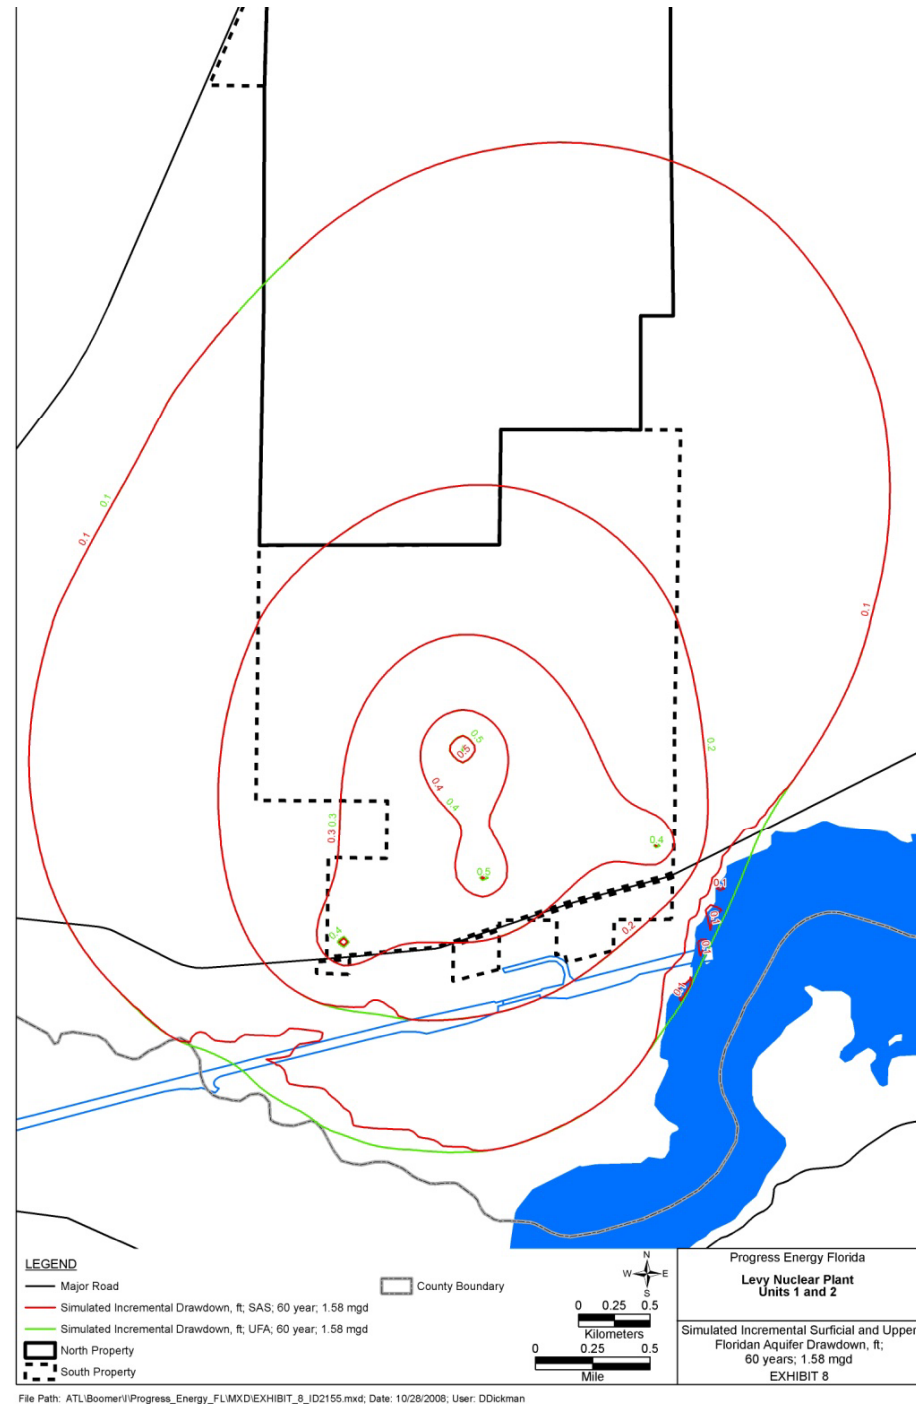 0.1
0.1
0.1
0.2
0.5
0.5
0.4
0.4
0.3
0.3
0.4
0.5
0.4
0.2
0.1
0.1
0.1
0.1
LEGEND
Major Road
County Boundary
Simulated Incremental Drawdown, ft; SAS; 60 year; 1.58 mgd
Simulated Incremental Drawdown, ft; UFA; 60 year; 1.58 mgd
North Property
South Property
N
W E
S
0 0.25 0.5
Kilometers
0 0.25 0.5
Mile
Progress Energy Florida
Levy Nuclear Plant
Units 1 and 2
Simulated Incremental Surficial and Upper
Floridan Aquifer Drawdown, ft;
60 years; 1.58 mgd
EXHIBIT 8
File Path: ATL\Boomer\I\Progress_Energy_FL\MXD\EXHIBIT_8_ID2155.mxd; Date: 10/28/2008; User: DDickman